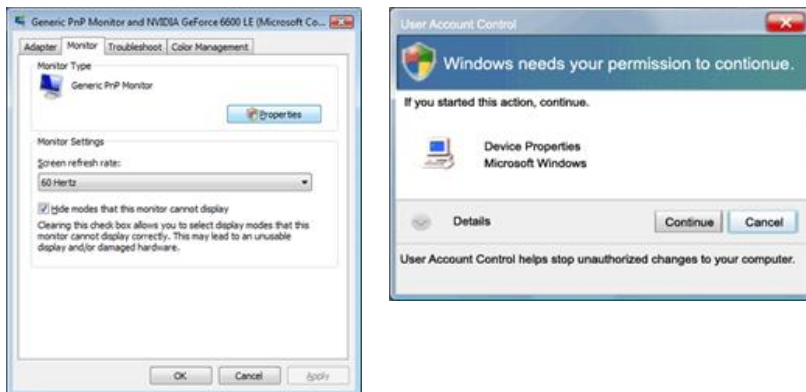 Generic PnP Monitor and NVIDIA GeForce 6600 LE (Microsoft Co...
Adapter Monitor Troubleshoot Color Management
Monitor Type
Generic PnP Monitor
Properties
Monitor Settings
Screen refresh rate:
60 Hertz
Hide modes that this monitor cannot display
Clearing this check box allows you to select display modes that this
monitor cannot display correctly. This may lead to an unusable
display and/or damaged hardware.
OK Cancel Apply
User Account Control
Windows needs your permission to contionue.
If you started this action, continue.
Device Properties
Microsoft Windows
Details Continue Cancel
User Account Control helps stop unauthorized changes to your computer.